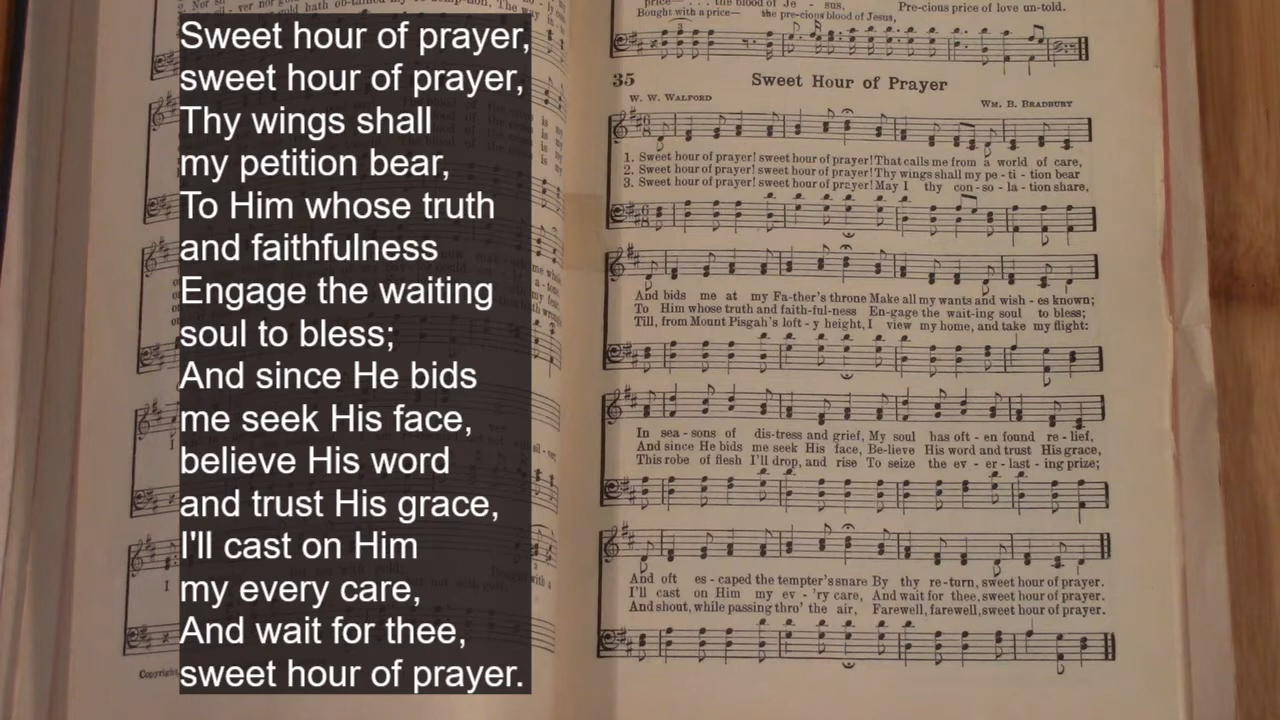 Sweet hour of prayer,
sweet hour of prayer,
Thy wings shall
my petition bear,
To Him whose truth
and faithfulness
Engage the waiting
soul to bless;
And since He bids
me seek His face,
believe His word
and trust His grace,
I'll cast on Him
my every care,
And wait for thee,
sweet hour of prayer.
price— . . . the blood of Je - sus, Pre-cious price of love un-told.
Bought with a price— the pre-cious blood of Jesus,
35 Sweet Hour of Prayer
W. W. Walford Wm. B. Bradbury
1. Sweet hour of prayer! sweet hour of prayer! That calls me from a world of care,
2. Sweet hour of prayer! sweet hour of prayer! Thy wings shall my pe - ti - tion bear
3. Sweet hour of prayer! sweet hour of prayer! May I thy con - so - la - tion share,
And bids me at my Fa-ther's throne Make all my wants and wish - es known;
To Him whose truth and faith-ful-ness En-gage the wait-ing soul to bless;
Till, from Mount Pisgah's loft - y height, I view my home, and take my flight:
In sea - sons of dis-tress and grief, My soul has oft - en found re - lief,
And since He bids me seek His face, Be-lieve His word and trust His grace,
This robe of flesh I'll drop, and rise To seize the ev - er - last - ing prize;
And oft es - caped the tempter's snare By thy re-turn, sweet hour of prayer.
I'll cast on Him my ev - 'ry care, And wait for thee, sweet hour of prayer.
And shout, while passing thro' the air, Farewell, farewell, sweet hour of prayer.